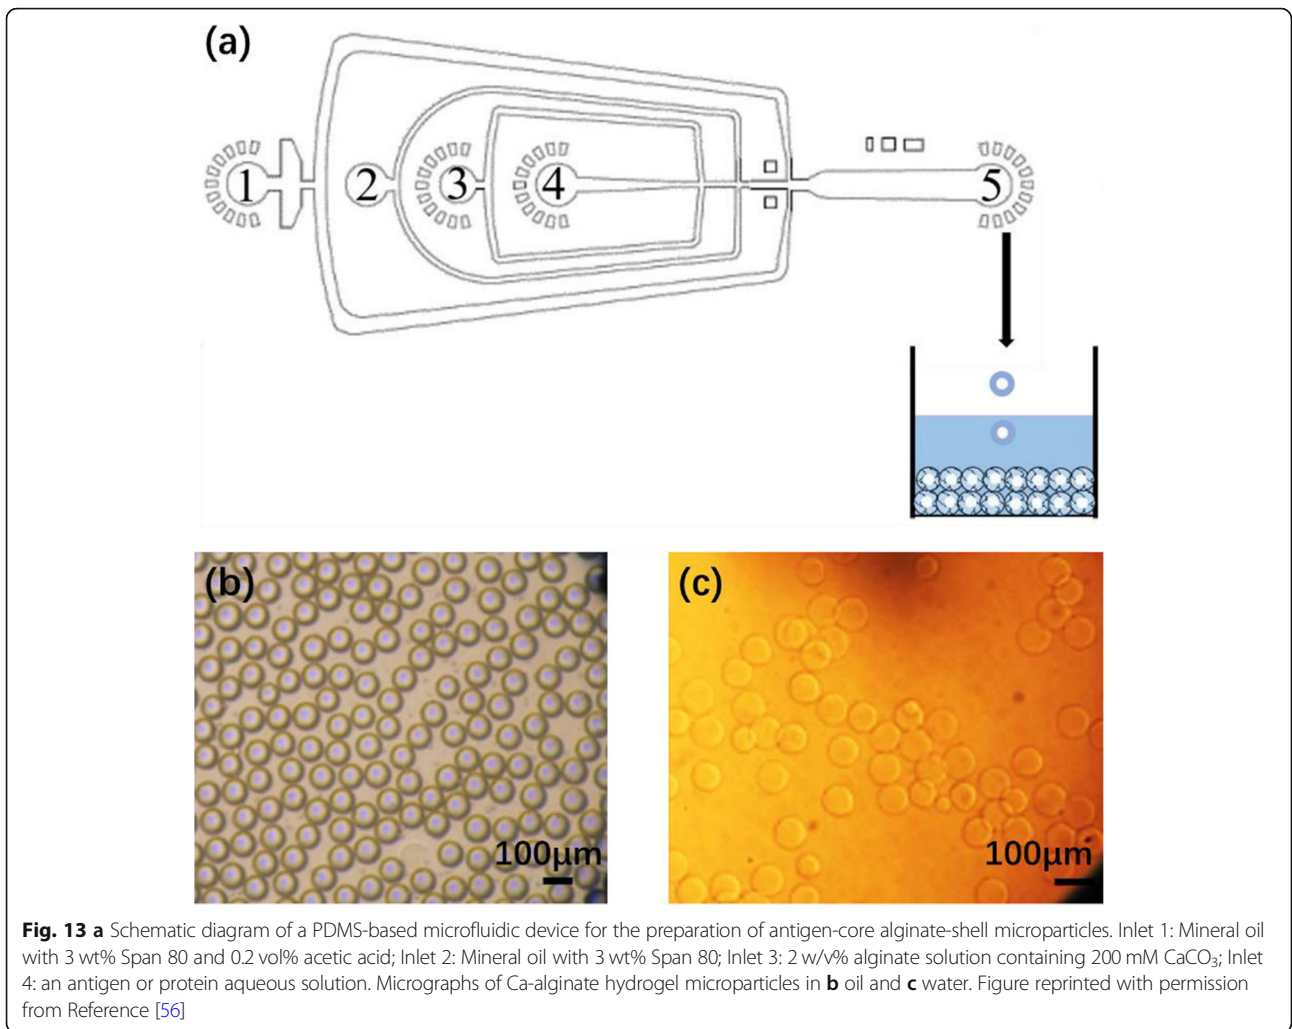 (a)
1 2 3 4 5
(b)
100μm
(c)
100μm
Fig. 13 a Schematic diagram of a PDMS-based microfluidic device for the preparation of antigen-core alginate-shell microparticles. Inlet 1: Mineral oil
with 3 wt% Span 80 and 0.2 vol% acetic acid; Inlet 2: Mineral oil with 3 wt% Span 80; Inlet 3: 2 w/v% alginate solution containing 200 mM CaCO₃; Inlet
4: an antigen or protein aqueous solution. Micrographs of Ca-alginate hydrogel microparticles in b oil and c water. Figure reprinted with permission
from Reference [56]